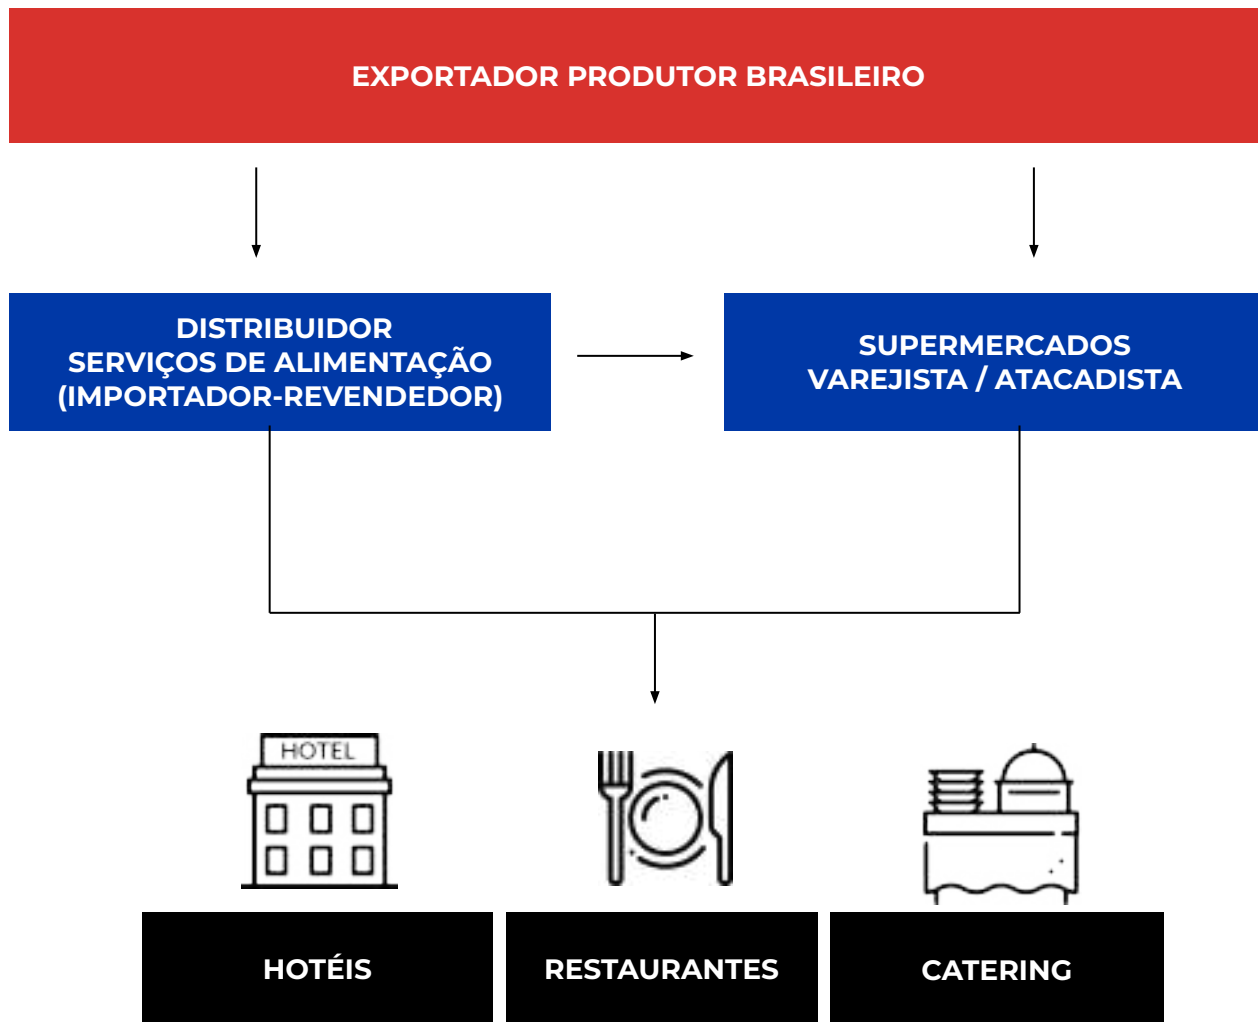 EXPORTADOR PRODUTOR BRASILEIRO
DISTRIBUIDOR
SERVIÇOS DE ALIMENTAÇÃO
(IMPORTADOR-REVENDEDOR)
SUPERMERCADOS
VAREJISTA / ATACADISTA
HOTEL
HOTÉIS
RESTAURANTES
CATERING